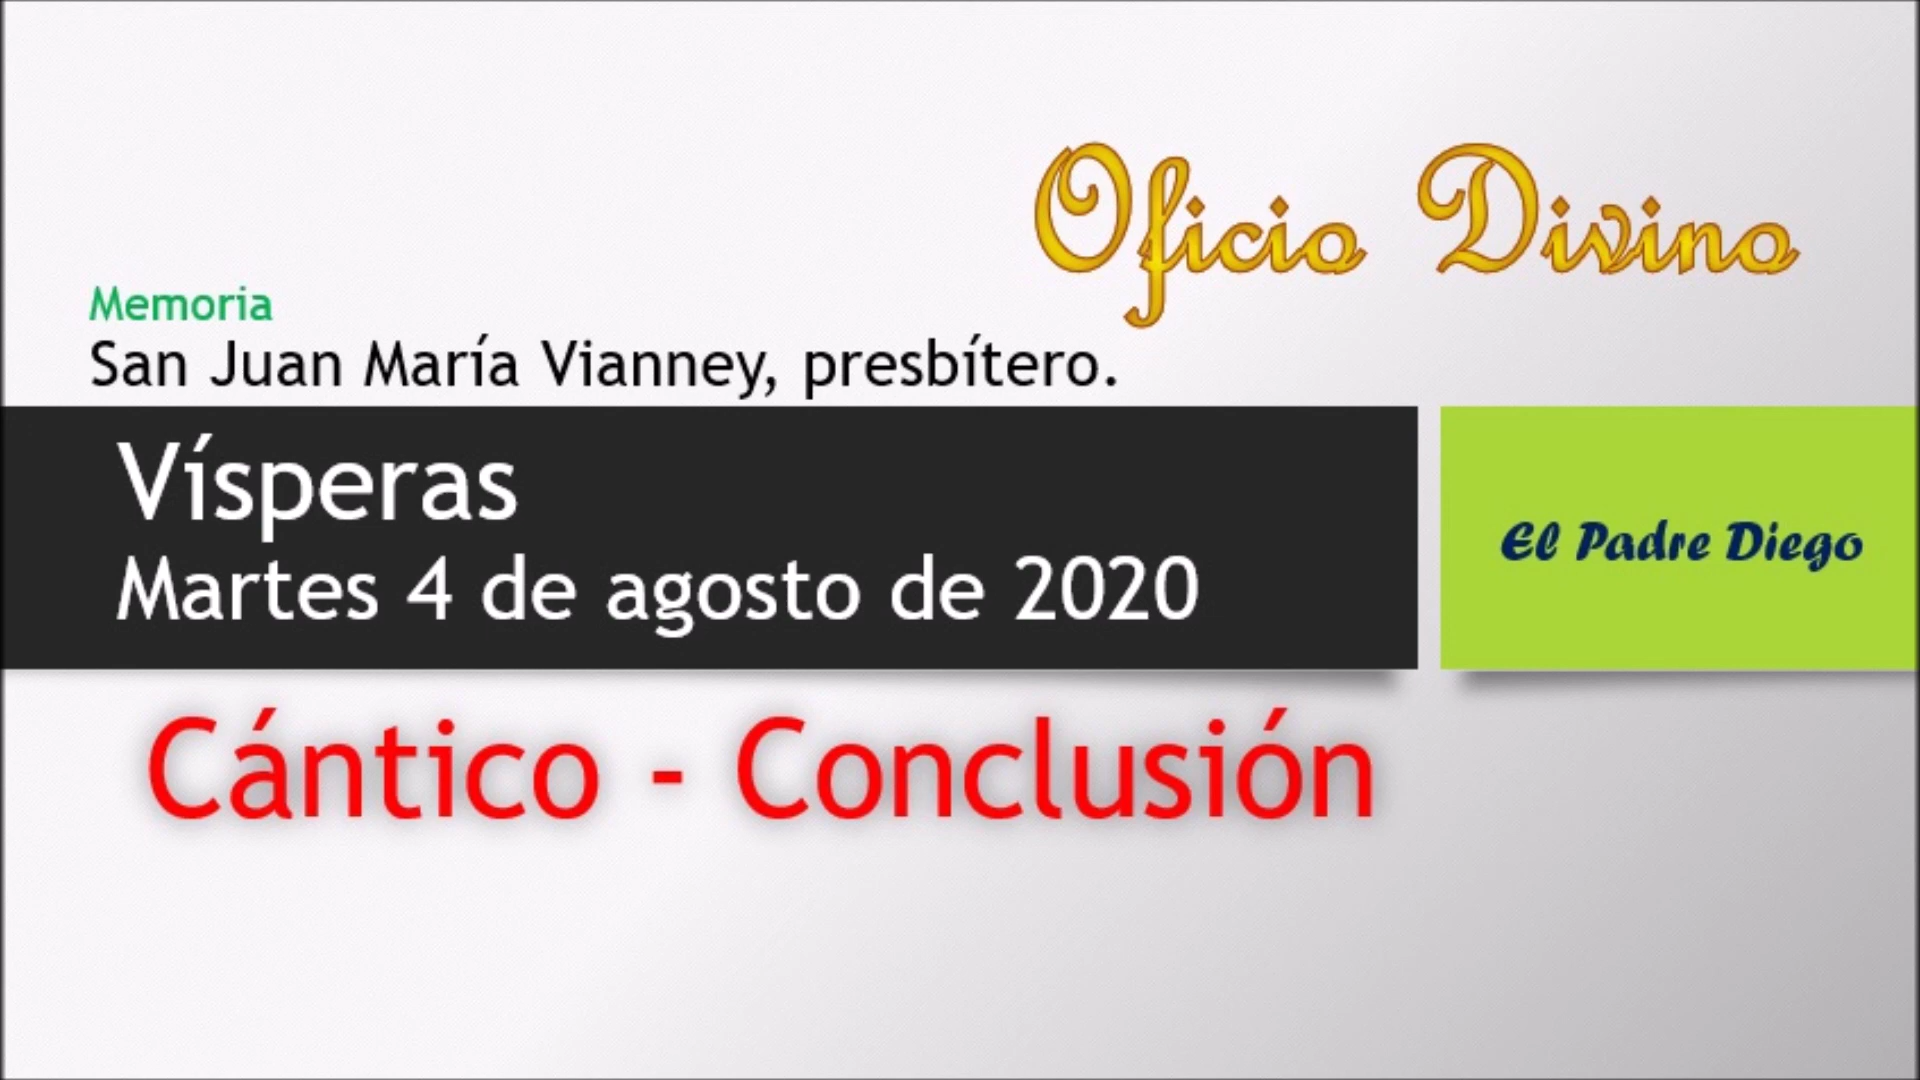 Oficio Divino
Memoria
San Juan María Vianney, presbítero.
Vísperas
Martes 4 de agosto de 2020
El Padre Diego
Cántico - Conclusión